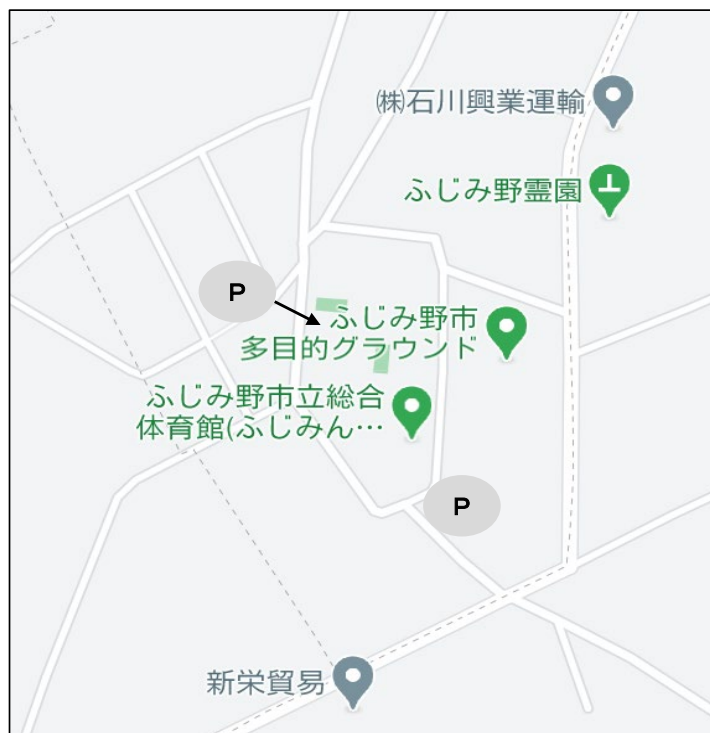 ㈱石川興業運輸
ふじみ野霊園
P
ふじみ野市
多目的グラウンド
ふじみ野市立総合
体育館(ふじみん…
P
新栄貿易